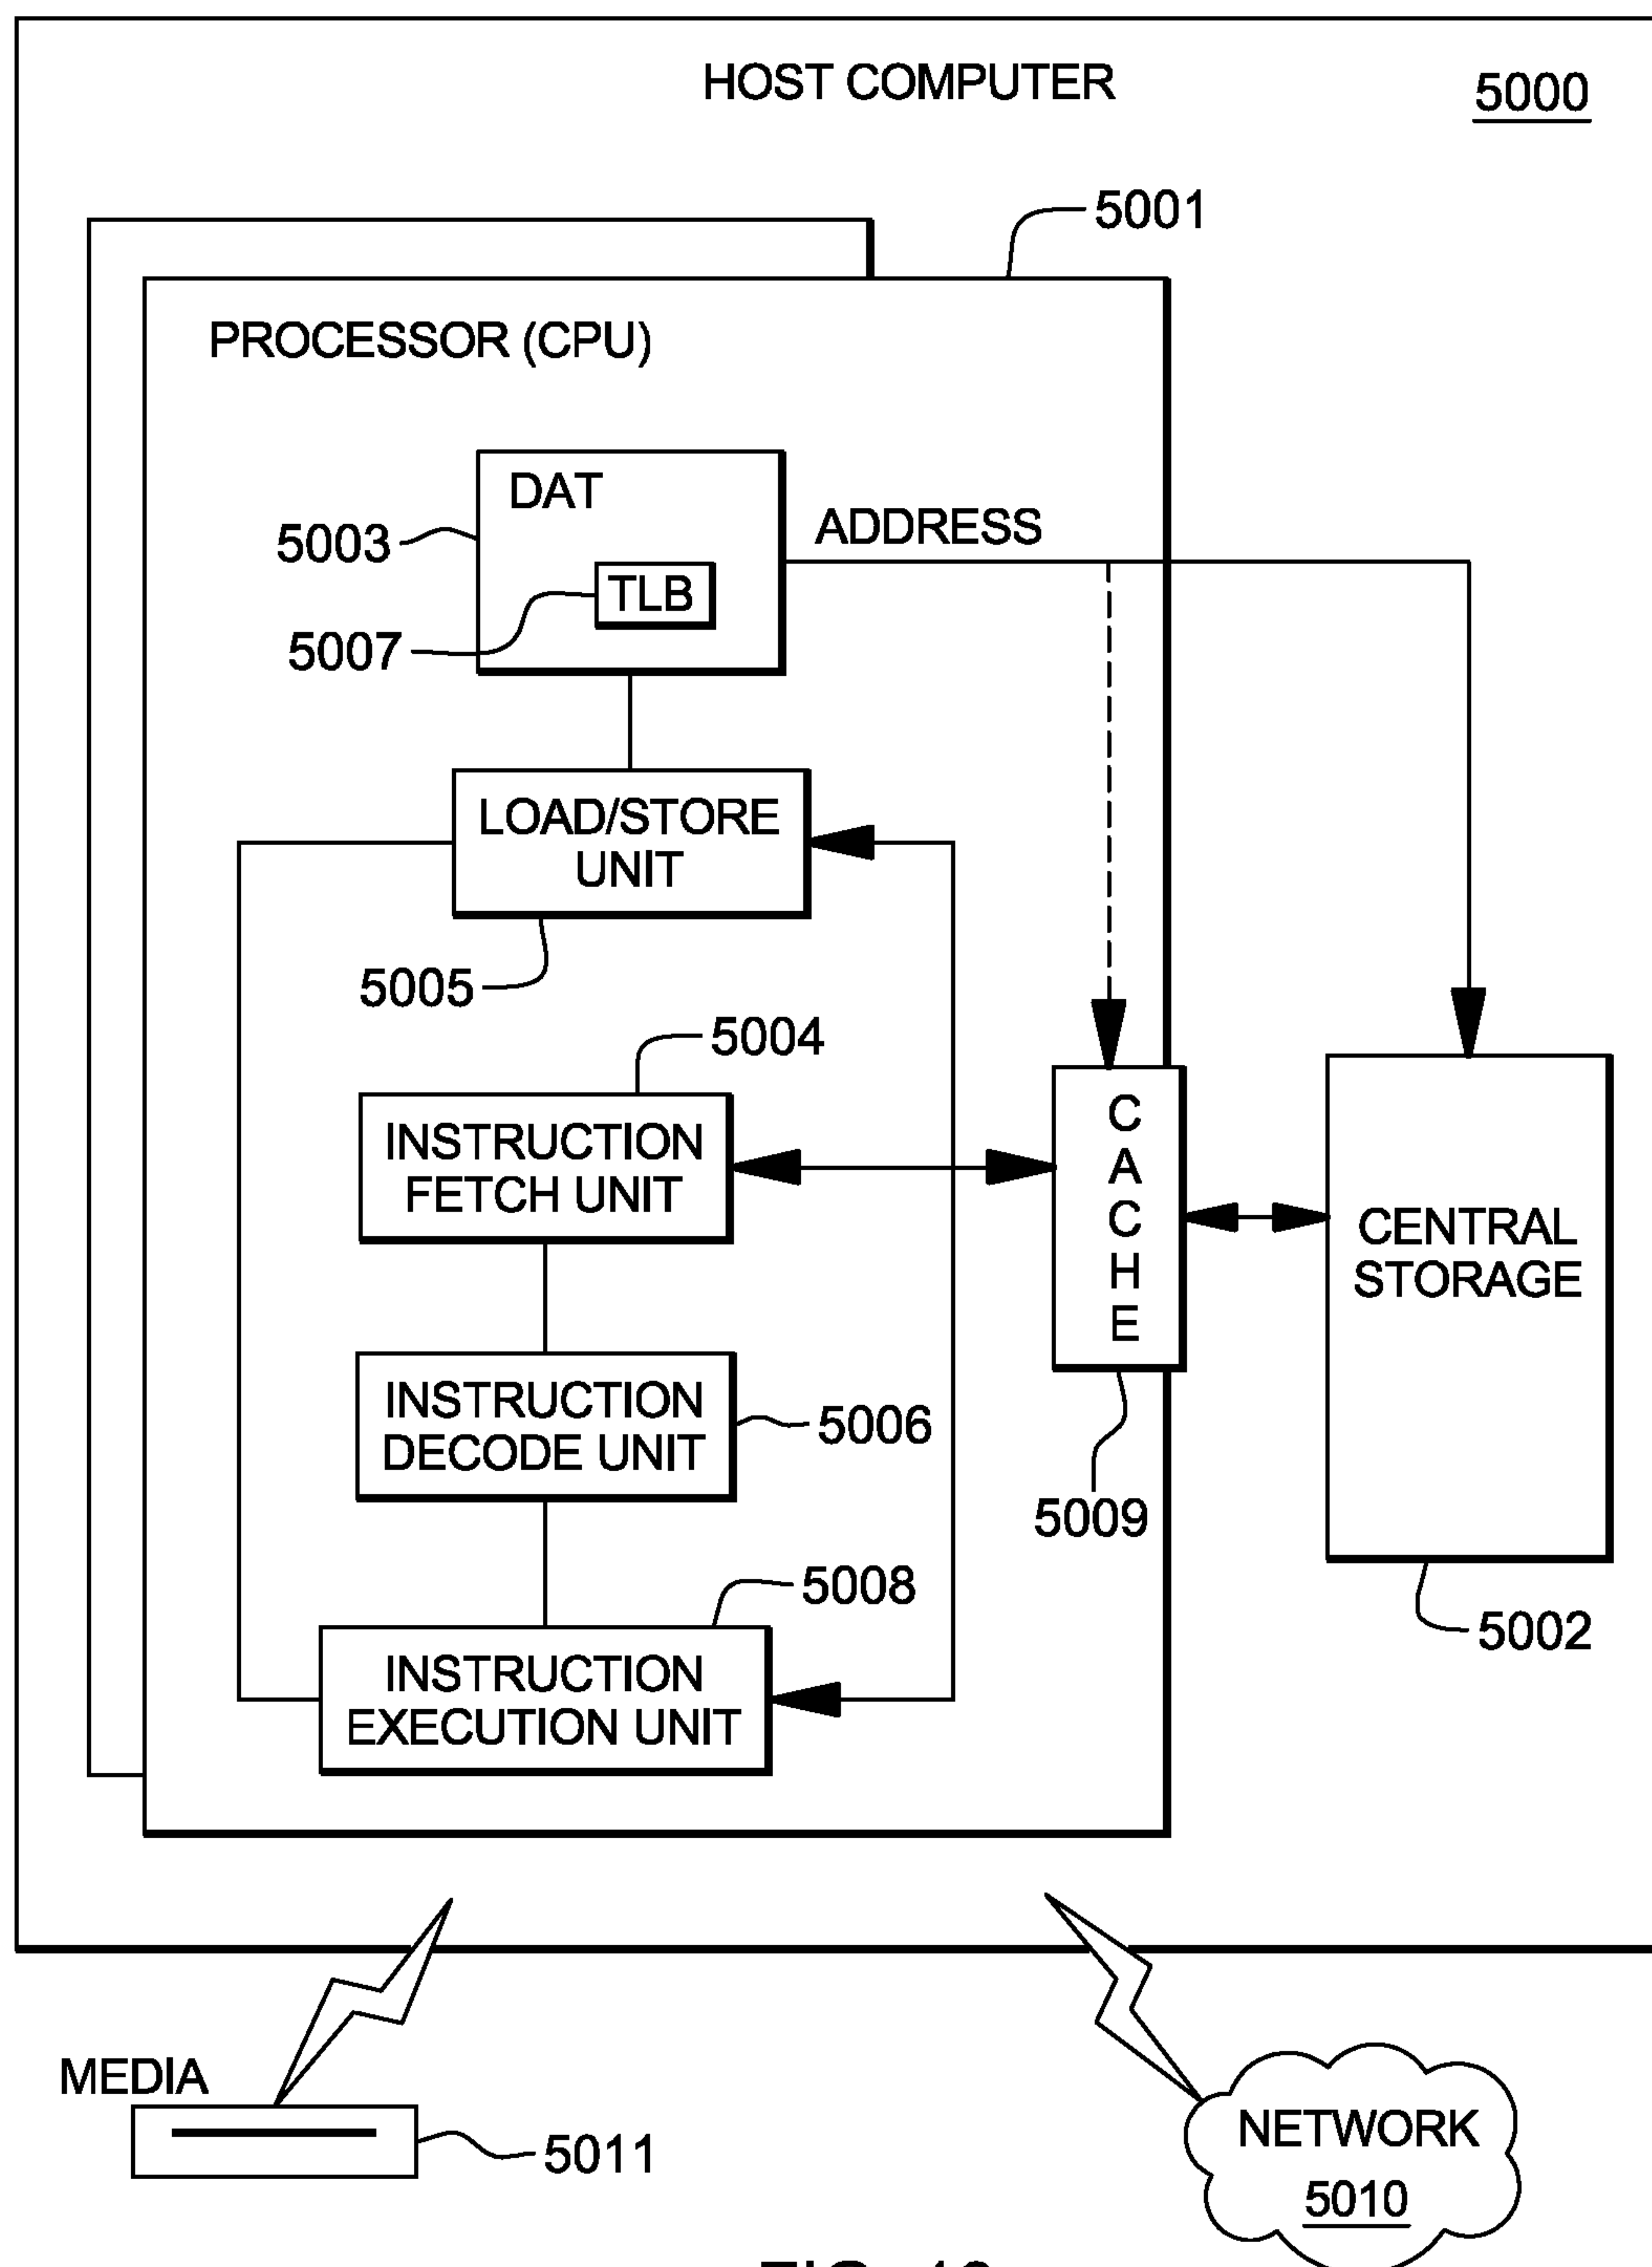 HOST COMPUTER
5000
5001
PROCESSOR (CPU)
DAT
ADDRESS
5003
TLB
5007
LOAD/STORE
UNIT
5005
5004
INSTRUCTION
FETCH UNIT
CACHE
CENTRAL
STORAGE
INSTRUCTION
DECODE UNIT
5006
5009
5008
5002
INSTRUCTION
EXECUTION UNIT
MEDIA
5011
NETWORK
5010